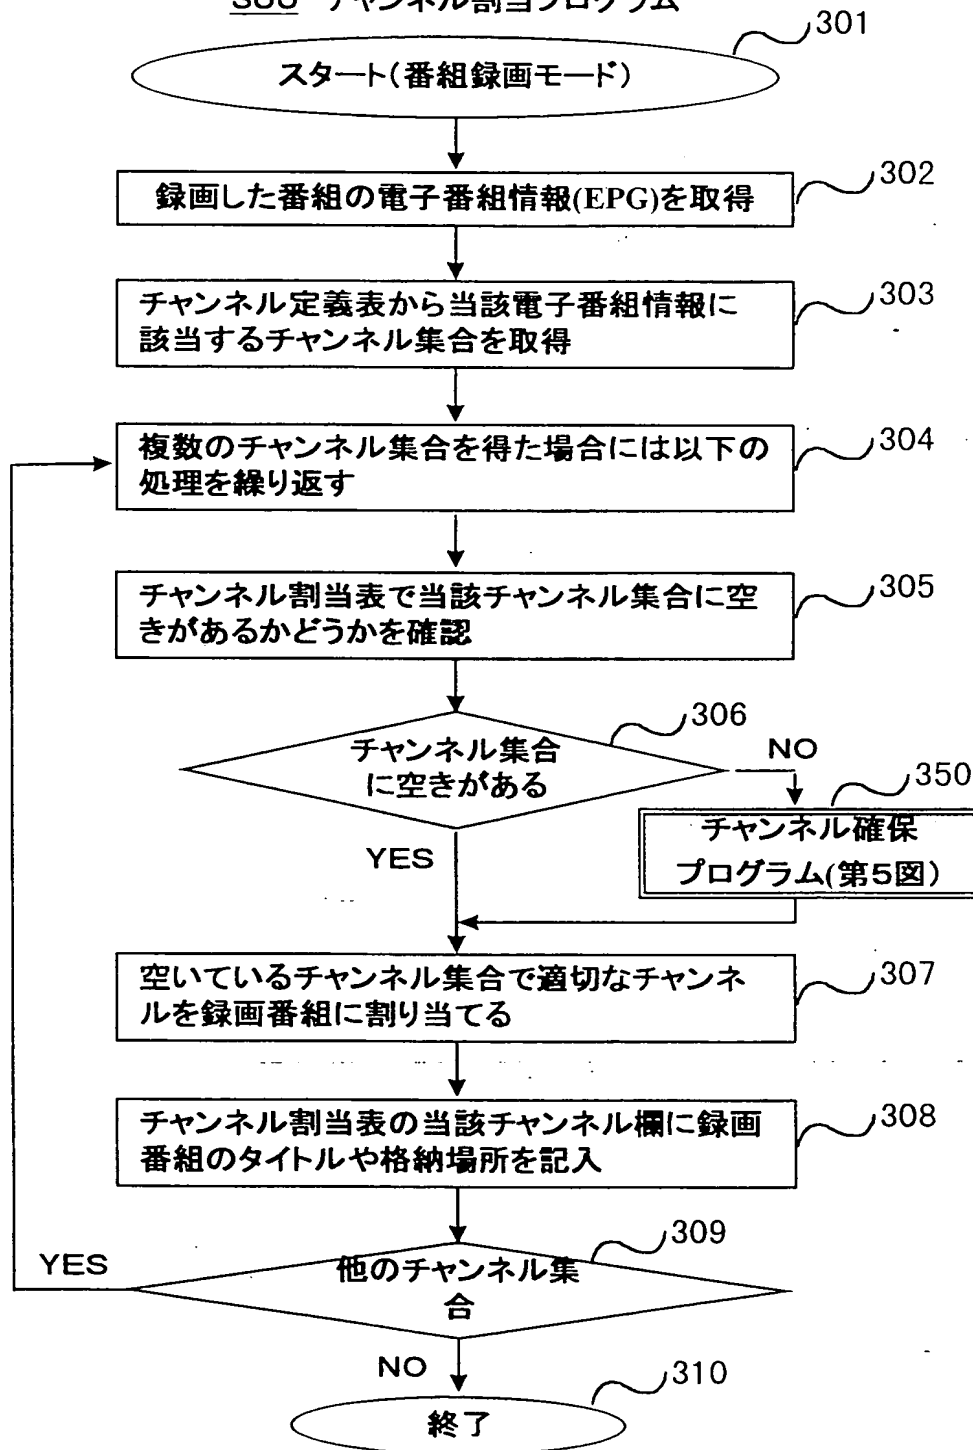 300 チャンネル割当プログラム
301
スタート(番組録画モード)
302
録画した番組の電子番組情報(EPG)を取得
303
チャンネル定義表から当該電子番組情報に
該当するチャンネル集合を取得
304
複数のチャンネル集合を得た場合には以下の
処理を繰り返す
305
チャンネル割当表で当該チャンネル集合に空
きがあるかどうかを確認
306
チャンネル集合
に空きがある
NO
350
チャンネル確保
プログラム(第5図)
YES
307
空いているチャンネル集合で適切なチャンネ
ルを録画番組に割り当てる
308
チャンネル割当表の当該チャンネル欄に録画
番組のタイトルや格納場所を記入
309
YES
他のチャンネル集
合
NO
310
終了